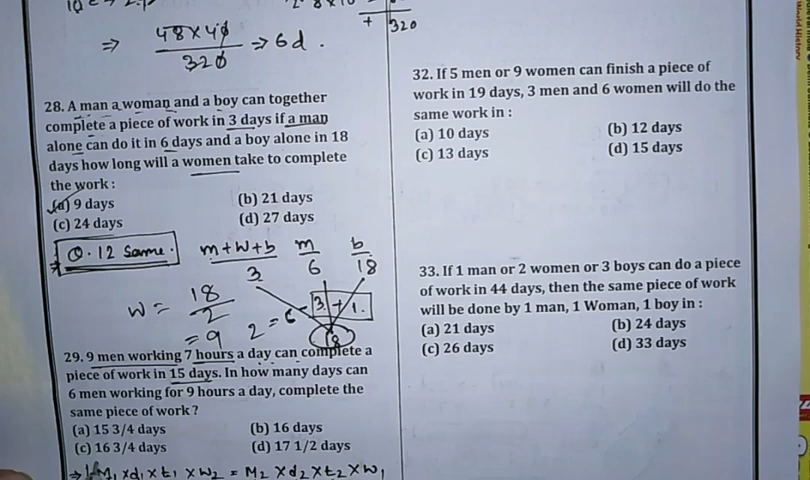 ⇒ 48 x 40 / 320 ⇒ 6 d .
+ 320
28. A man a woman and a boy can together
complete a piece of work in 3 days if a man
alone can do it in 6 days and a boy alone in 18
days how long will a women take to complete
the work :
(a) 9 days (b) 21 days
(c) 24 days (d) 27 days
Q. 12 Same. m+w+b / 3 m / 6 b / 18
w = 18 / 2 2 = 6 - 3 + 1.
= 9 18
29. 9 men working 7 hours a day can complete a
piece of work in 15 days. In how many days can
6 men working for 9 hours a day, complete the
same piece of work ?
(a) 15 3/4 days (b) 16 days
(c) 16 3/4 days (d) 17 1/2 days
⇒ M₁ x d₁ x t₁ x w₂ = M₂ x d₂ x t₂ x w₁
32. If 5 men or 9 women can finish a piece of
work in 19 days, 3 men and 6 women will do the
same work in :
(a) 10 days (b) 12 days
(c) 13 days (d) 15 days
33. If 1 man or 2 women or 3 boys can do a piece
of work in 44 days, then the same piece of work
will be done by 1 man, 1 Woman, 1 boy in :
(a) 21 days (b) 24 days
(c) 26 days (d) 33 days
World History